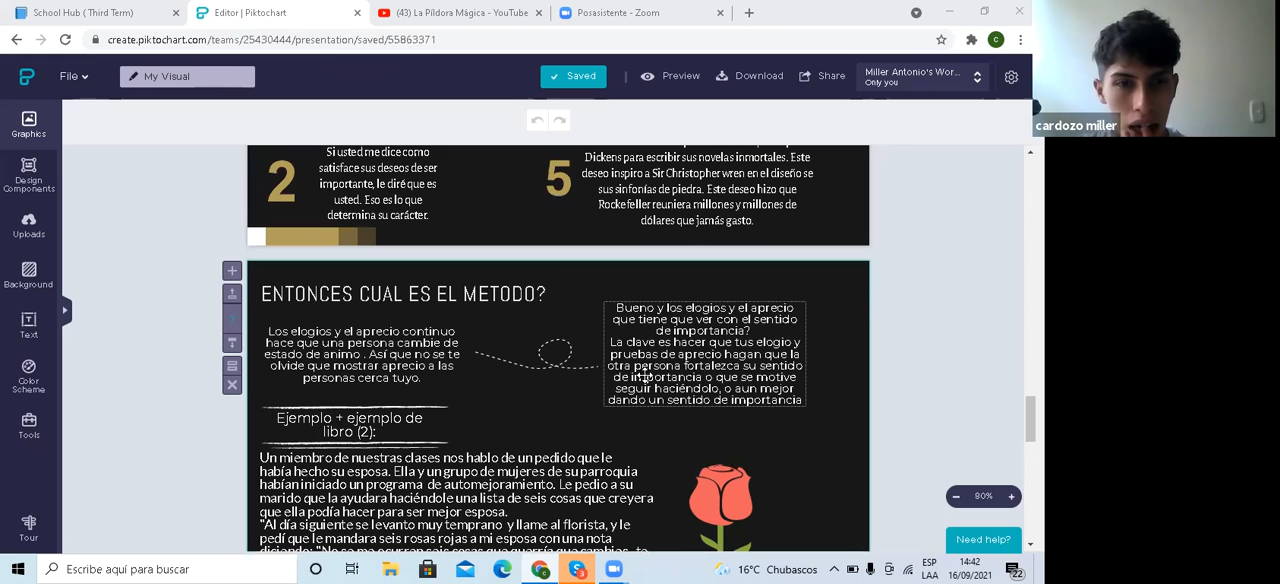 School Hub ( Third Term)
Editor | Piktochart
(43) La Píldora Mágica - YouTube
Posasistente - Zoom
create.piktochart.com/teams/25430444/presentation/saved/55863371
File
My Visual
Saved
Preview
Download
Share
Miller Antonio's Wor...
Only you
cardozo miller
Graphics
Design
Components
Uploads
Background
Text
Color
Scheme
Tools
Tour
2
Si usted me dice como
satisface sus deseos de ser
importante, le diré que es
usted. Eso es lo que
determina su carácter.
5
Dickens para escribir sus novelas inmortales. Este
deseo inspiro a Sir Christopher wren en el diseño se
sus sinfonías de piedra. Este deseo hizo que
Rockefeller reuniera millones y millones de
dólares que jamás gasto.
ENTONCES CUAL ES EL METODO?
Los elogios y el aprecio continuo
hace que una persona cambie de
estado de animo . Así que no se te
olvide que mostrar aprecio a las
personas cerca tuyo.
Bueno y los elogios y el aprecio
que tiene que ver con el sentido
de importancia?
La clave es hacer que tus elogio y
pruebas de aprecio hagan que la
otra persona fortalezca su sentido
de importancia o que se motive
seguir haciéndolo, o aun mejor
dando un sentido de importancia
Ejemplo + ejemplo de
libro (2):
Un miembro de nuestras clases nos hablo de un pedido que le
había hecho su esposa. Ella y un grupo de mujeres de su parroquia
habían iniciado un programa de automejoramiento. Le pedio a su
marido que la ayudara haciéndole una lista de seis cosas que creyera
que ella podía hacer para ser mejor esposa.
"Al día siguiente se levanto muy temprano y llame al florista, y le
pedí que le mandara seis rosas rojas a mi esposa con una nota
diciendo: "No se me ocurren seis cosas que querría que cambies, te
80%
Need help?
Escribe aquí para buscar
16°C Chubascos
ESP
LAA
14:42
16/09/2021
22